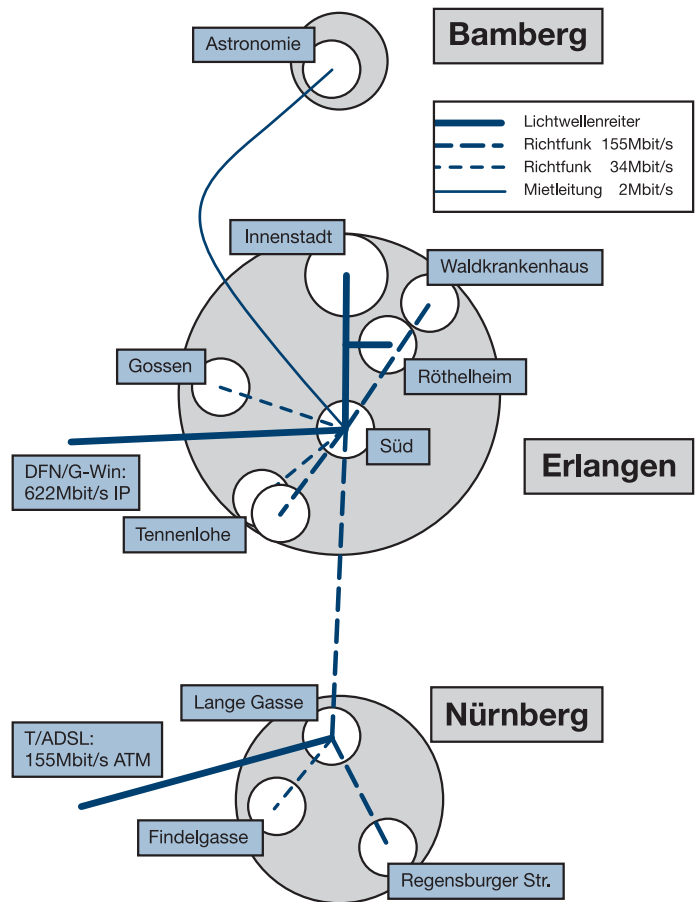 Astronomie
Bamberg
Lichtwellenreiter
Richtfunk 155Mbit/s
Richtfunk 34Mbit/s
Mietleitung 2Mbit/s
Innenstadt
Waldkrankenhaus
Gossen
Röthelheim
Süd
DFN/G-Win:
622Mbit/s IP
Erlangen
Tennenlohe
Lange Gasse
Nürnberg
T/ADSL:
155Mbit/s ATM
Findelgasse
Regensburger Str.